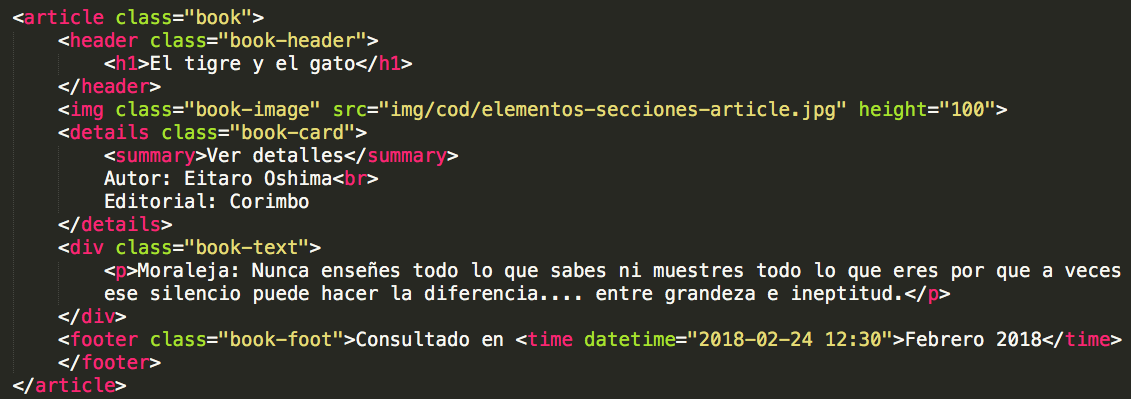 <article class="book">
    <header class="book-header">
        <h1>El tigre y el gato</h1>
    </header>
    <img class="book-image" src="img/cod/elementos-secciones-article.jpg" height="100">
    <details class="book-card">
        <summary>Ver detalles</summary>
        Autor: Eitaro Oshima<br>
        Editorial: Corimbo
    </details>
    <div class="book-text">
        <p>Moraleja: Nunca enseñes todo lo que sabes ni muestres todo lo que eres por que a veces
        ese silencio puede hacer la diferencia.... entre grandeza e ineptitud.</p>
    </div>
    <footer class="book-foot">Consultado en <time datetime="2018-02-24 12:30">Febrero 2018</time>
    </footer>
</article>